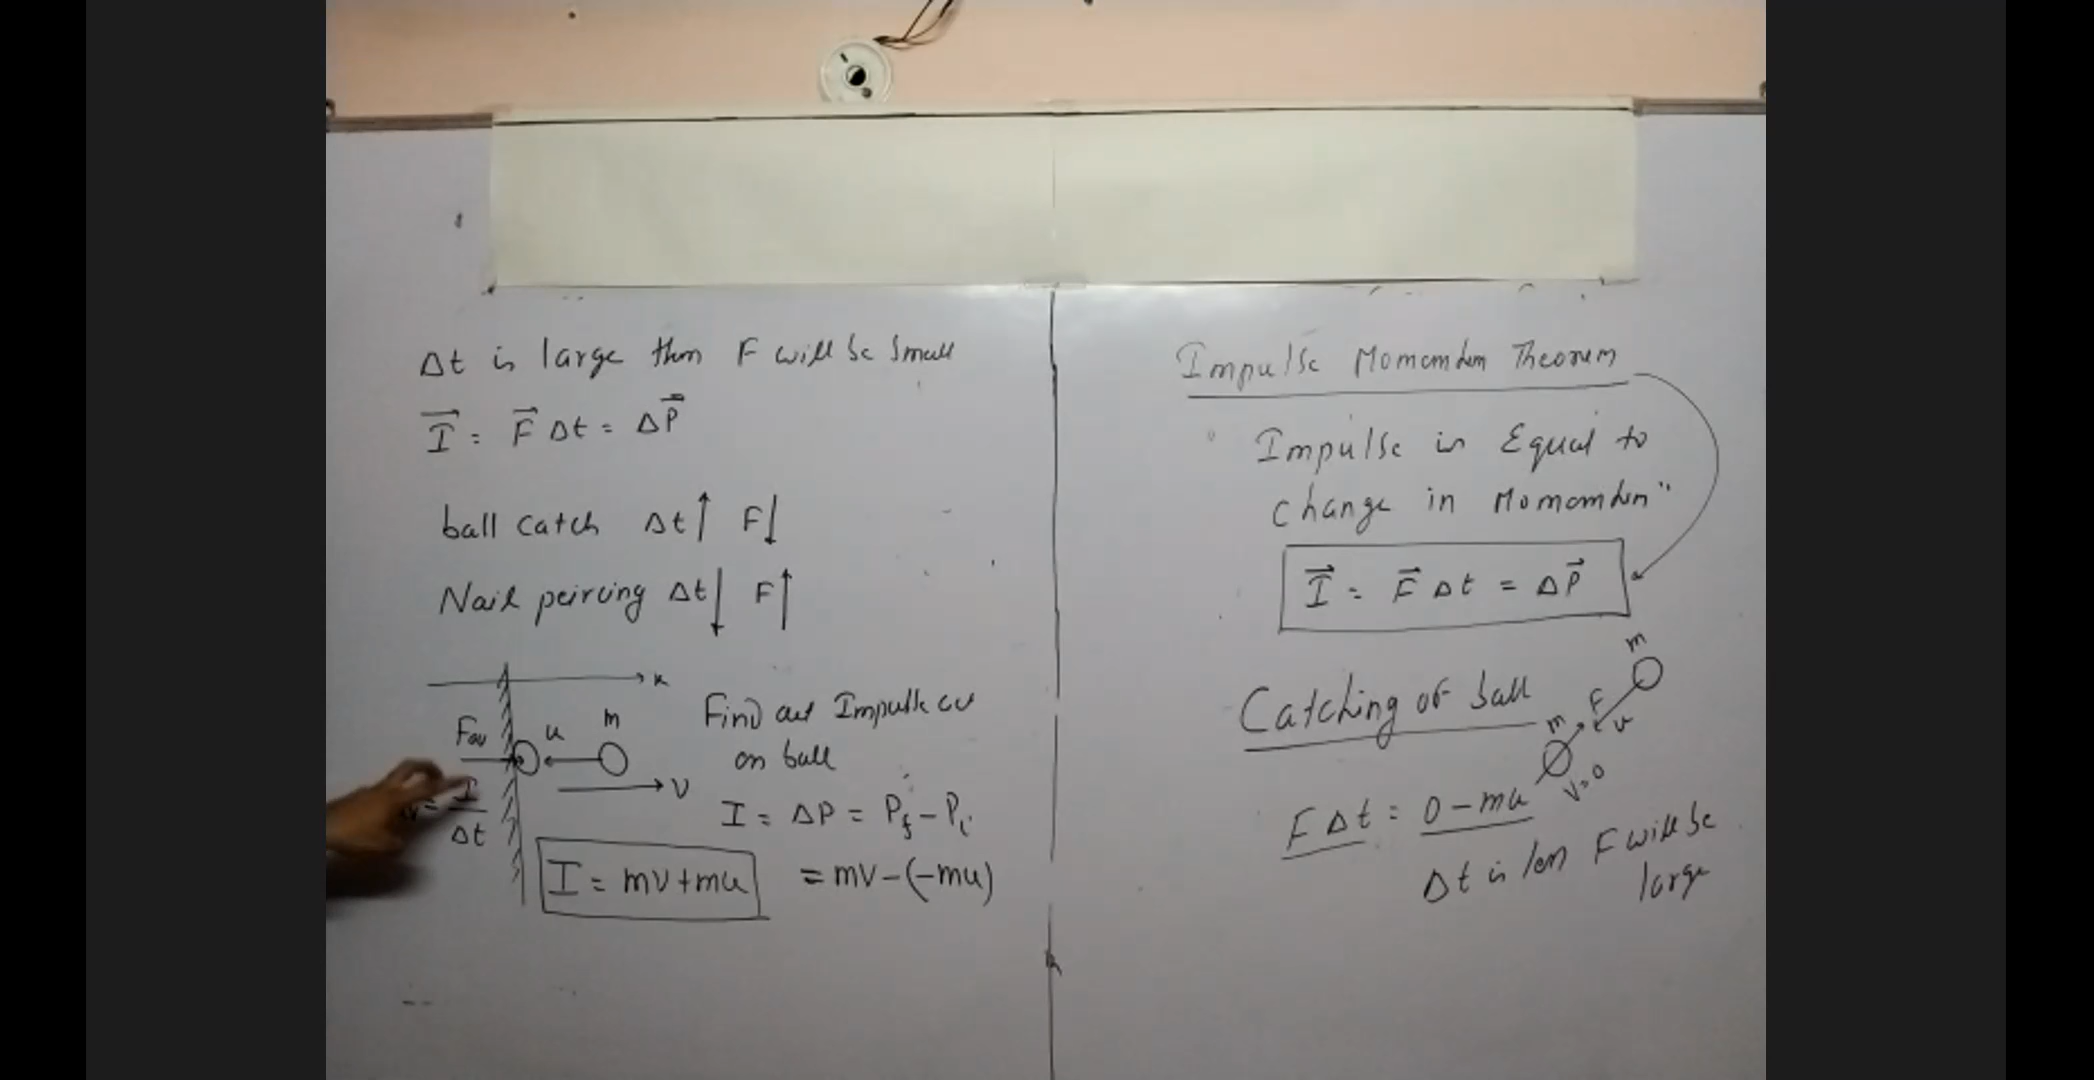 Δt is large then F will be small
I⃗ = F⃗ Δt = ΔP⃗
ball catch Δt↑ F↓
Nail peircing Δt↓ F↑
x
Fav u m
v
I
Δt
Find out Impulse
on ball
I = ΔP = Pf - Pi
= mv-(-mu)
I = mv+mu
Impulse Momentum Theorem
"Impulse is Equal to
change in Momentum"
I⃗ = F⃗ Δt = ΔP⃗
Catching of ball
m
F
v
m
v=0
FΔt = 0-mu
Δt is less F will be
large